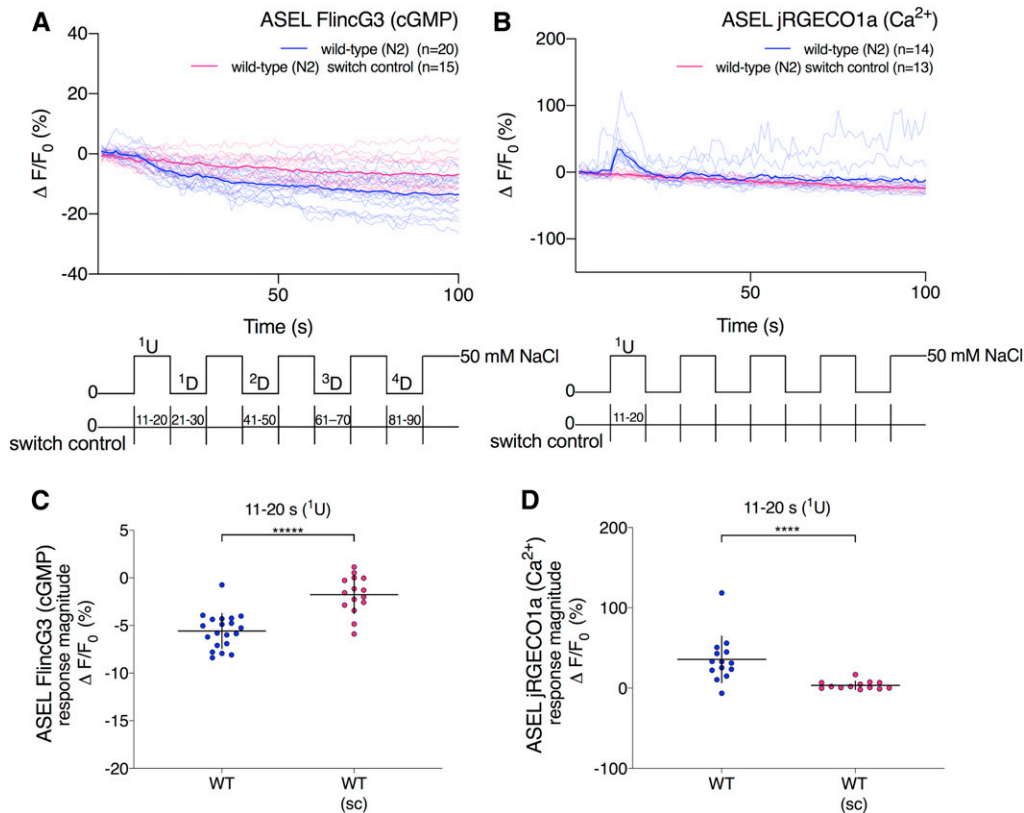 A
ASEL FlincG3 (cGMP)
wild-type (N2) (n=20)
wild-type (N2) switch control (n=15)
Δ F/F₀ (%)
40
20
0
-20
-40
50
100
Time (s)
¹U
50 mM NaCl
0
¹D
²D
³D
⁴D
0
11-20
21-30
41-50
61–70
81-90
switch control
B
ASEL jRGECO1a (Ca²⁺)
wild-type (N2) (n=14)
wild-type (N2) switch control (n=13)
Δ F/F₀ (%)
200
100
0
-100
50
100
Time (s)
¹U
50 mM NaCl
0
0
11-20
switch control
C
11-20 s (¹U)
*****
ASEL FlincG3 (cGMP)
response magnitude
Δ F/F₀ (%)
5
0
-5
-10
-15
-20
WT
WT
(sc)
D
11-20 s (¹U)
****
ASEL jRGECO1a (Ca²⁺)
response magnitude
Δ F/F₀ (%)
200
100
0
-100
WT
WT
(sc)